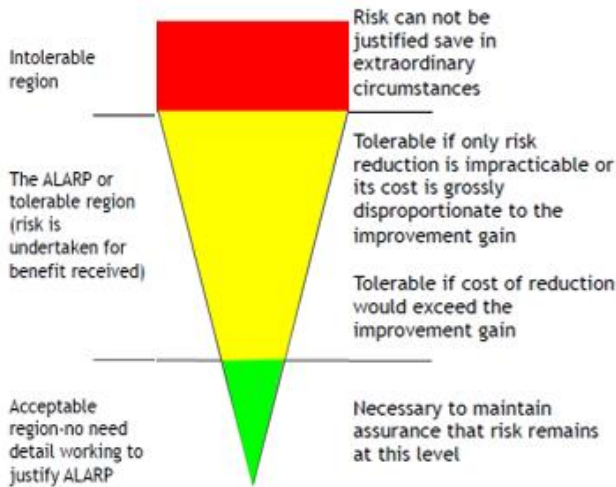 Intolerable
region
Risk can not be
justified save in
extraordinary
circumstances
The ALARP or
tolerable region
(risk is
undertaken for
benefit received)
Tolerable if only risk
reduction is impracticable or
its cost is grossly
disproportionate to the
improvement gain
Tolerable if cost of reduction
would exceed the
improvement gain
Acceptable
region-no need
detail working to
justify ALARP
Necessary to maintain
assurance that risk remains
at this level